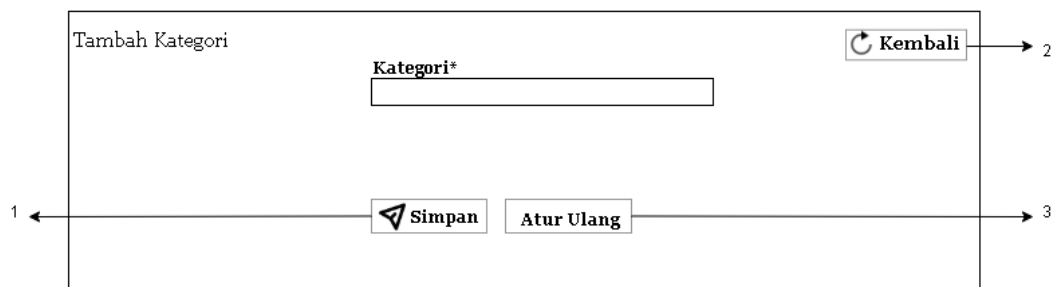 Tambah Kategori
Kembali
2
Kategori*
1
Simpan
Atur Ulang
3